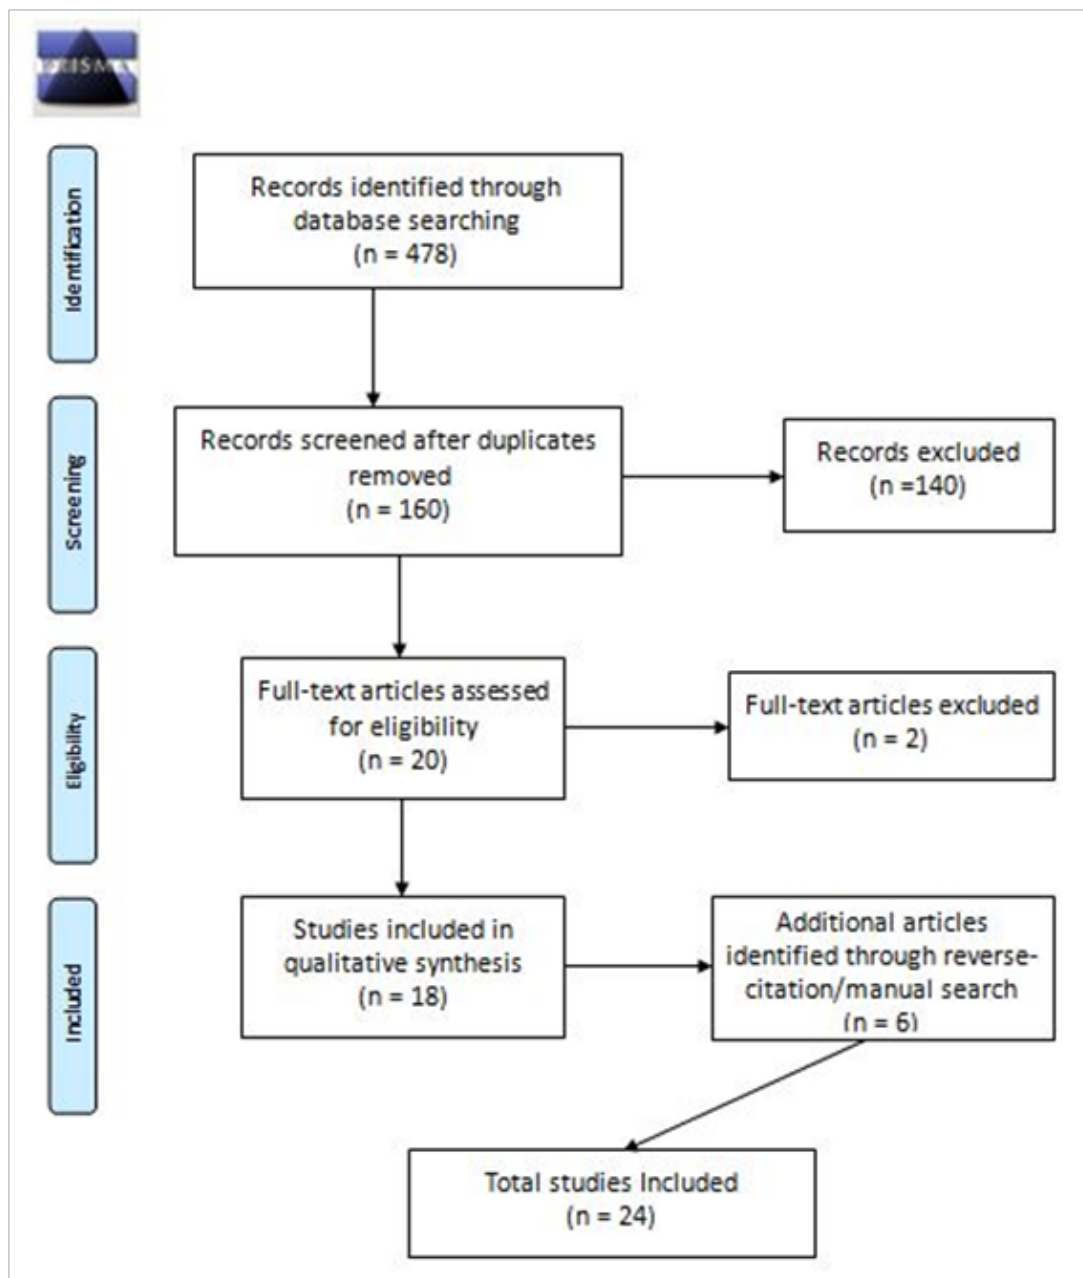 PRISMA
Identification
Records identified through
database searching
(n = 478)
Screening
Records screened after duplicates
removed
(n = 160)
Records excluded
(n =140)
Eligibility
Full-text articles assessed
for eligibility
(n = 20)
Full-text articles excluded
(n = 2)
Included
Studies included in
qualitative synthesis
(n = 18)
Additional articles
identified through reverse-
citation/manual search
(n = 6)
Total studies Included
(n = 24)